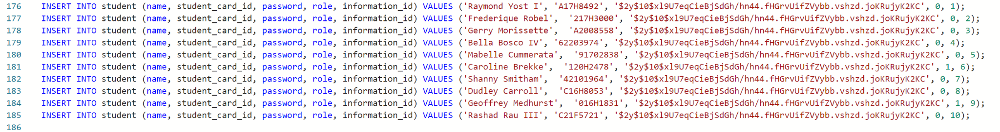 176 INSERT INTO student (name, student_card_id, password, role, information_id) VALUES ('Raymond Yost I', 'A17H8492', '$2y$10$xl9U7eqCieBjSdGh/hn44.fHGrvUifZVybb.vshzd.joKRujyK2KC', 0, 1);
177 INSERT INTO student (name, student_card_id, password, role, information_id) VALUES ('Frederique Robel',  '217H3000', '$2y$10$xl9U7eqCieBjSdGh/hn44.fHGrvUifZVybb.vshzd.joKRujyK2KC', 0, 2);
178 INSERT INTO student (name, student_card_id, password, role, information_id) VALUES ('Gerry Morissette',  'A2008558', '$2y$10$xl9U7eqCieBjSdGh/hn44.fHGrvUifZVybb.vshzd.joKRujyK2KC', 0, 3);
179 INSERT INTO student (name, student_card_id, password, role, information_id) VALUES ('Bella Bosco IV', '62203974', '$2y$10$xl9U7eqCieBjSdGh/hn44.fHGrvUifZVybb.vshzd.joKRujyK2KC', 0, 4);
180 INSERT INTO student (name, student_card_id, password, role, information_id) VALUES ('Mabelle Cummerata',  '91702838', '$2y$10$xl9U7eqCieBjSdGh/hn44.fHGrvUifZVybb.vshzd.joKRujyK2KC', 0, 5);
181 INSERT INTO student (name, student_card_id, password, role, information_id) VALUES ('Caroline Brekke',  '120H2478', '$2y$10$xl9U7eqCieBjSdGh/hn44.fHGrvUifZVybb.vshzd.joKRujyK2KC', 1, 6);
182 INSERT INTO student (name, student_card_id, password, role, information_id) VALUES ('Shanny Smitham',  '42101964', '$2y$10$xl9U7eqCieBjSdGh/hn44.fHGrvUifZVybb.vshzd.joKRujyK2KC', 0, 7);
183 INSERT INTO student (name, student_card_id, password, role, information_id) VALUES ('Dudley Carroll',  'C16H8053', '$2y$10$xl9U7eqCieBjSdGh/hn44.fHGrvUifZVybb.vshzd.joKRujyK2KC', 0, 8);
184 INSERT INTO student (name, student_card_id, password, role, information_id) VALUES ('Geoffrey Medhurst',  '016H1831', '$2y$10$xl9U7eqCieBjSdGh/hn44.fHGrvUifZVybb.vshzd.joKRujyK2KC', 1, 9);
185 INSERT INTO student (name, student_card_id, password, role, information_id) VALUES ('Rashad Rau III', 'C21F5721', '$2y$10$xl9U7eqCieBjSdGh/hn44.fHGrvUifZVybb.vshzd.joKRujyK2KC', 0, 10);
186